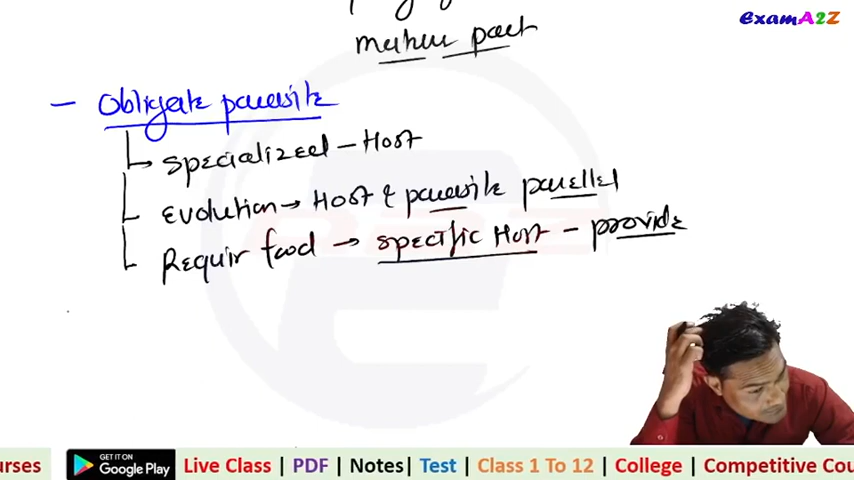 ExamA2Z
mature part
- Obligate parasite
specialized - Host
Evolution → Host & parasite parallel
Requir food → specific Host - provide
urses
GET IT ON
Google Play
Live Class | PDF | Notes| Test | Class 1 To 12 | College | Competitive Cou